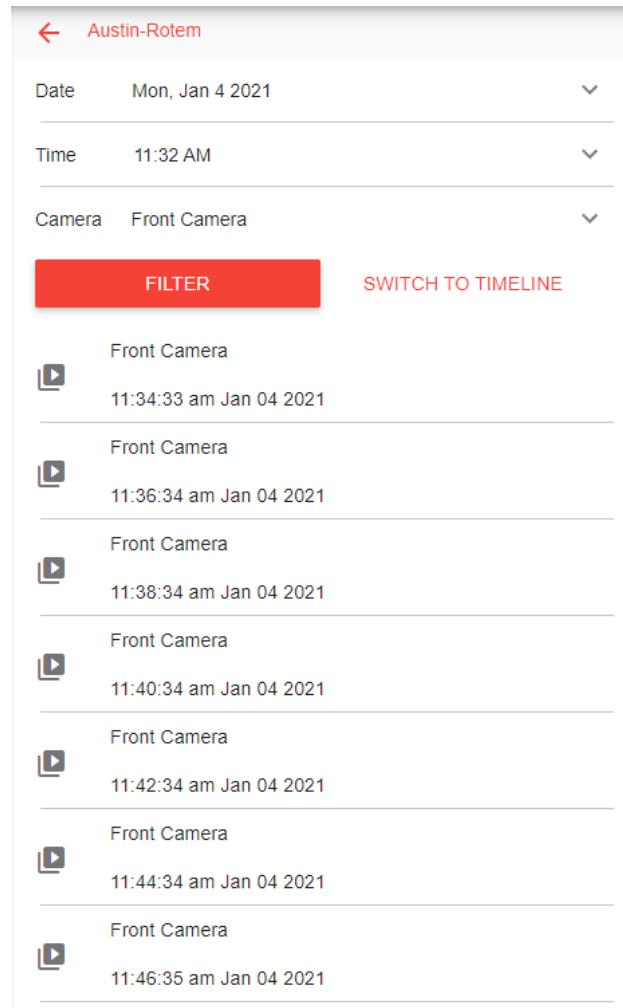 Austin-Rotem
Date Mon, Jan 4 2021
Time 11:32 AM
Camera Front Camera
FILTER SWITCH TO TIMELINE
Front Camera
11:34:33 am Jan 04 2021
Front Camera
11:36:34 am Jan 04 2021
Front Camera
11:38:34 am Jan 04 2021
Front Camera
11:40:34 am Jan 04 2021
Front Camera
11:42:34 am Jan 04 2021
Front Camera
11:44:34 am Jan 04 2021
Front Camera
11:46:35 am Jan 04 2021